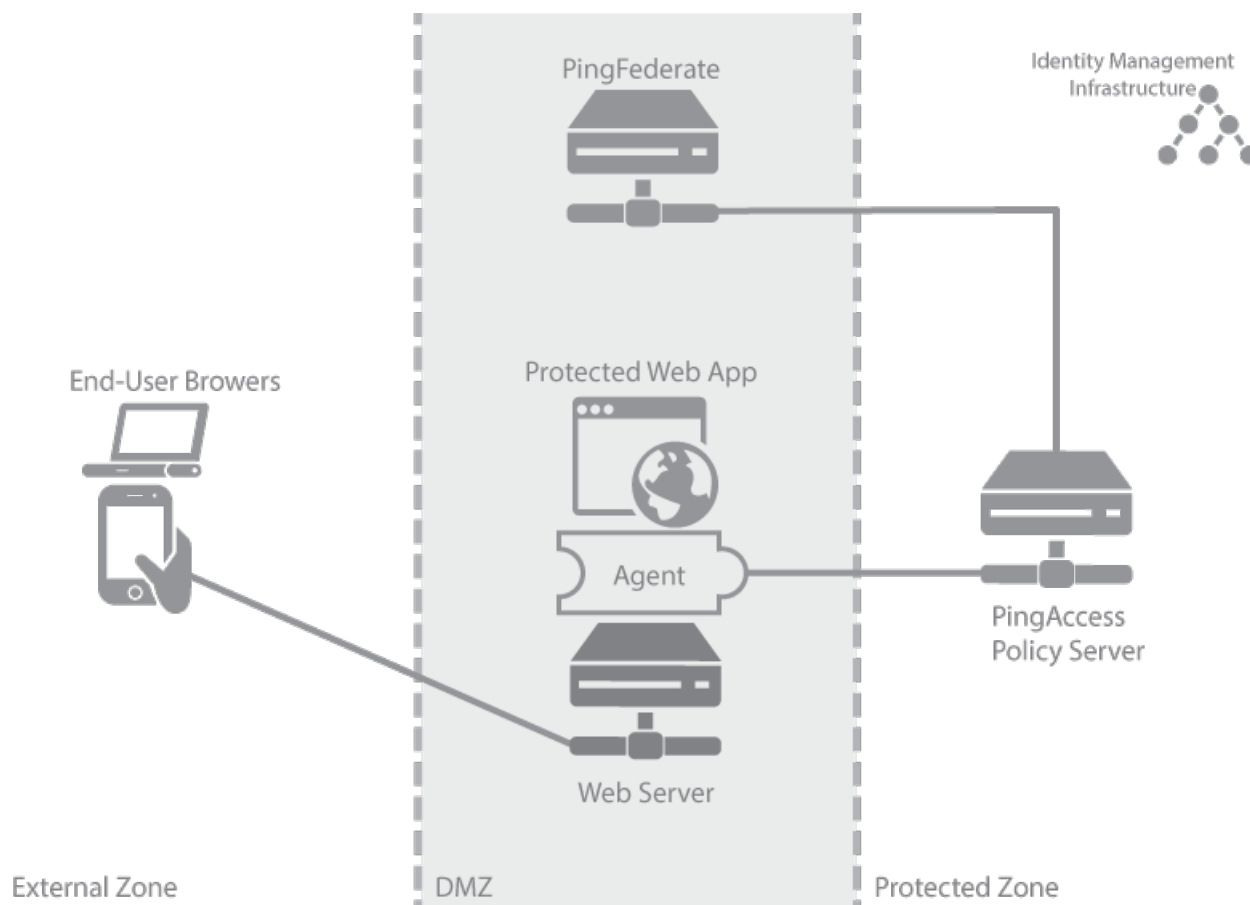 PingFederate
Identity Management
Infrastructure
End-User Browers
Protected Web App
Agent
PingAccess
Policy Server
Web Server
External Zone
DMZ
Protected Zone